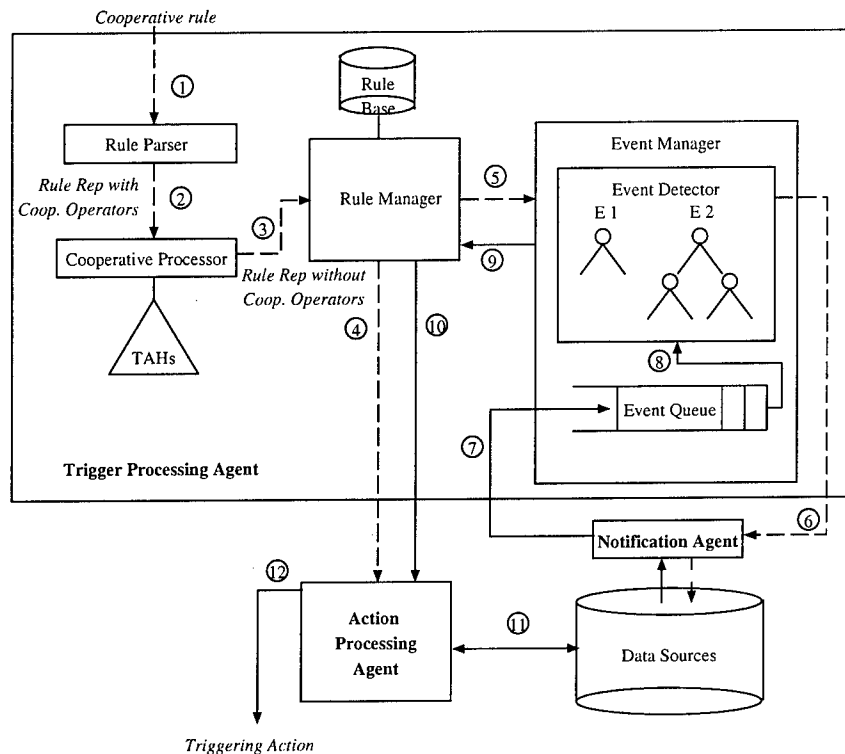 Cooperative rule
①
Rule
Base
Rule Parser
Event Manager
Rule Rep with
Coop. Operators
②
Rule Manager
⑤
Event Detector
E 1
E 2
③
Cooperative Processor
⑨
Rule Rep without
Coop. Operators
④
⑩
TAHs
⑧
Event Queue
⑦
Trigger Processing Agent
⑥
Notification Agent
⑫
Action
Processing
Agent
⑪
Data Sources
Triggering Action